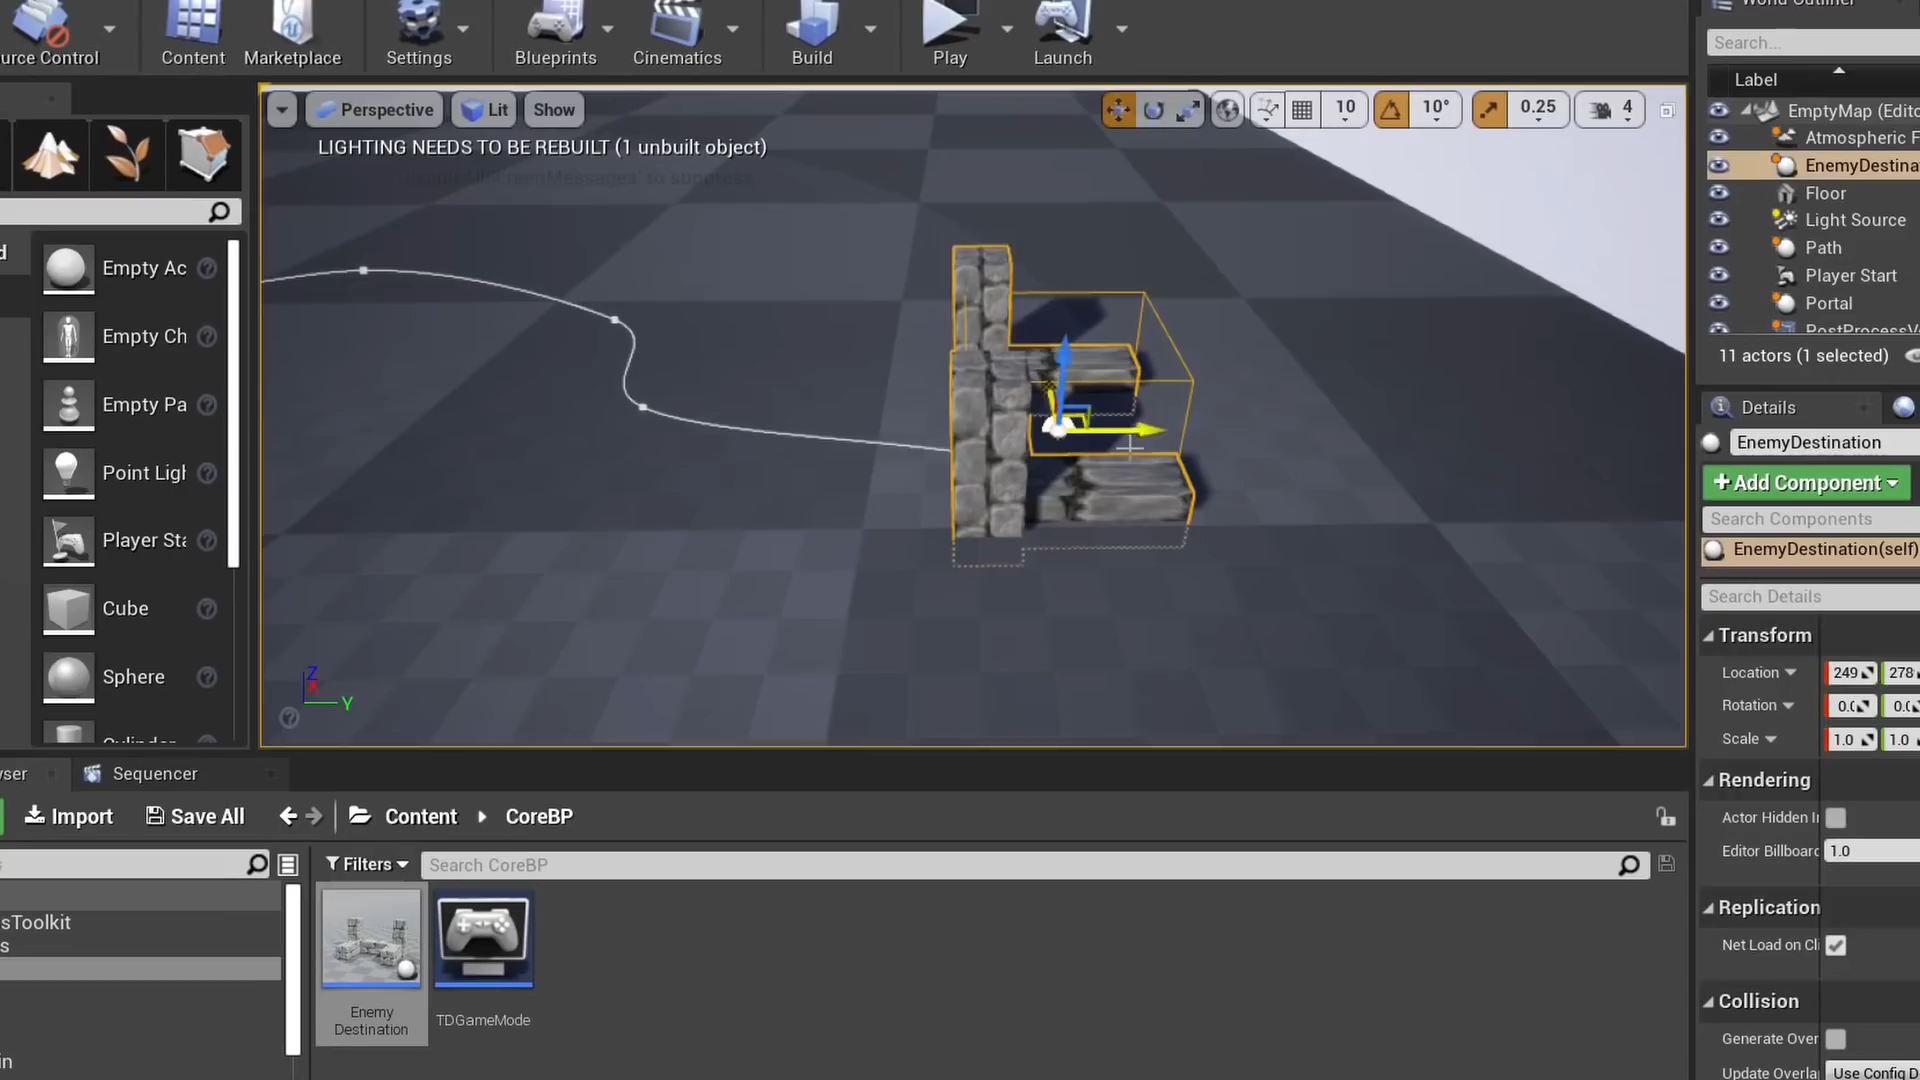 urce Control
Content
Marketplace
Settings
Blueprints
Cinematics
Build
Play
Launch
Search...
Label
EmptyMap (Edito
Atmospheric F
EnemyDestina
Floor
Light Source
Path
Player Start
Portal
PostProcessV
11 actors (1 selected)
Perspective
Lit
Show
10
10°
0.25
4
LIGHTING NEEDS TO BE REBUILT (1 unbuilt object)
ScreenMessages' to suppress
Empty Ac
Empty Ch
Empty Pa
Point Ligh
Player Sta
Cube
Sphere
Cylinder
Z
X
Y
Details
EnemyDestination
+ Add Component
Search Components
EnemyDestination(self)
Search Details
Transform
Location
249
278
Rotation
0.0
0.0
Scale
1.0
1.0
Rendering
Actor Hidden I
Editor Billboard
1.0
Replication
Net Load on Cl
Collision
Generate Over
Update Overla
Use Config D
wser
Sequencer
Import
Save All
Content
CoreBP
Filters
Search CoreBP
sToolkit
s
in
Enemy
Destination
TDGameMode